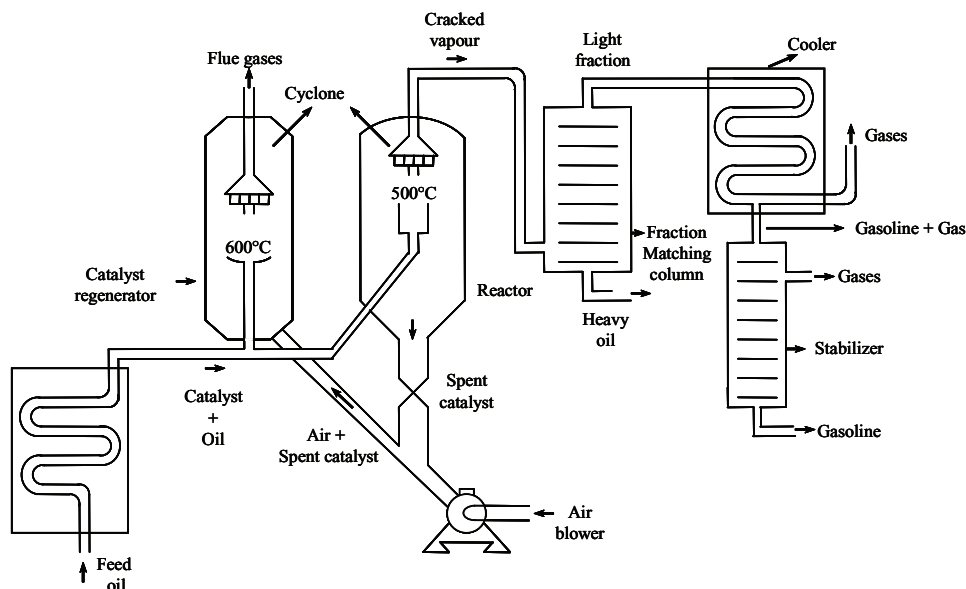 Cracked
vapour
Light
fraction
Cooler
Flue gases
Cyclone
Gases
500°C
600°C
Gasoline + Gas
Fraction
Matching
column
Catalyst
regenerator
Reactor
Gases
Heavy
oil
Stabilizer
Catalyst
+
Oil
Spent
catalyst
Air +
Spent catalyst
Gasoline
Air
blower
Feed
oil